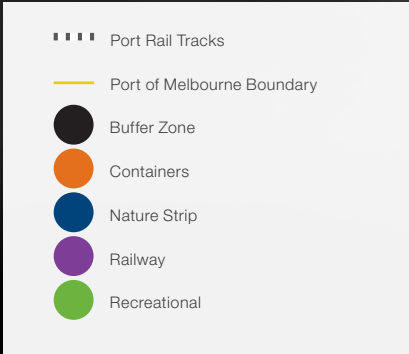 Port Rail Tracks
Port of Melbourne Boundary
Buffer Zone
Containers
Nature Strip
Railway
Recreational